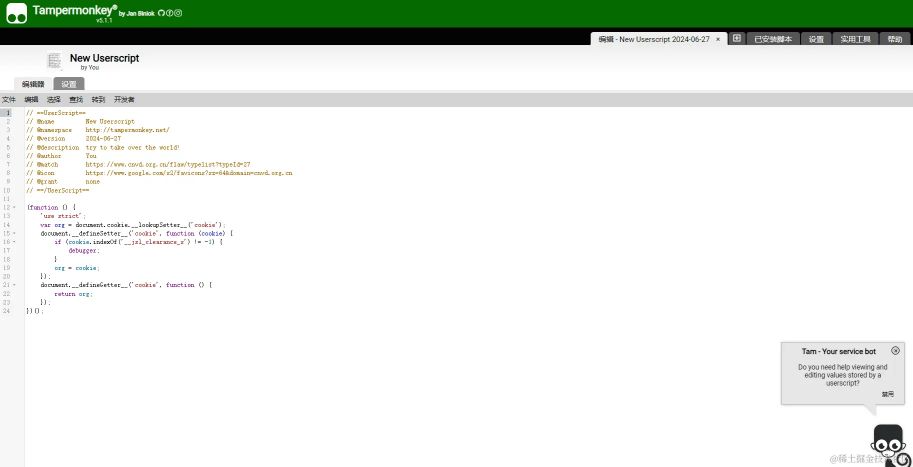 Tampermonkey® by Jan Biniok
v5.1.1
编辑 - New Userscript 2024-06-27 × 已安装脚本 设置 实用工具 帮助
New Userscript
by You
编辑器 设置
文件 编辑 选择 查找 转到 开发者
1 // ==UserScript==
2 // @name New Userscript
3 // @namespace http://tampermonkey.net/
4 // @version 2024-06-27
5 // @description try to take over the world!
6 // @author You
7 // @match https://www.cnvd.org.cn/flaw/typelist?typeId=27
8 // @icon https://www.google.com/s2/favicons?sz=64&domain=cnvd.org.cn
9 // @grant none
10 // ==/UserScript==
11
12 (function () {
13 'use strict';
14 var org = document.cookie.__lookupSetter__('cookie');
15 document.__defineSetter__('cookie', function (cookie) {
16 if (cookie.indexOf('__jsl_clearance_s') != -1) {
17 debugger;
18 }
19 org = cookie;
20 });
21 document.__defineGetter__('cookie', function () {
22 return org;
23 });
24 })();
Tam - Your service bot
Do you need help viewing and
editing values stored by a
userscript?
禁用
@稀土掘金技术